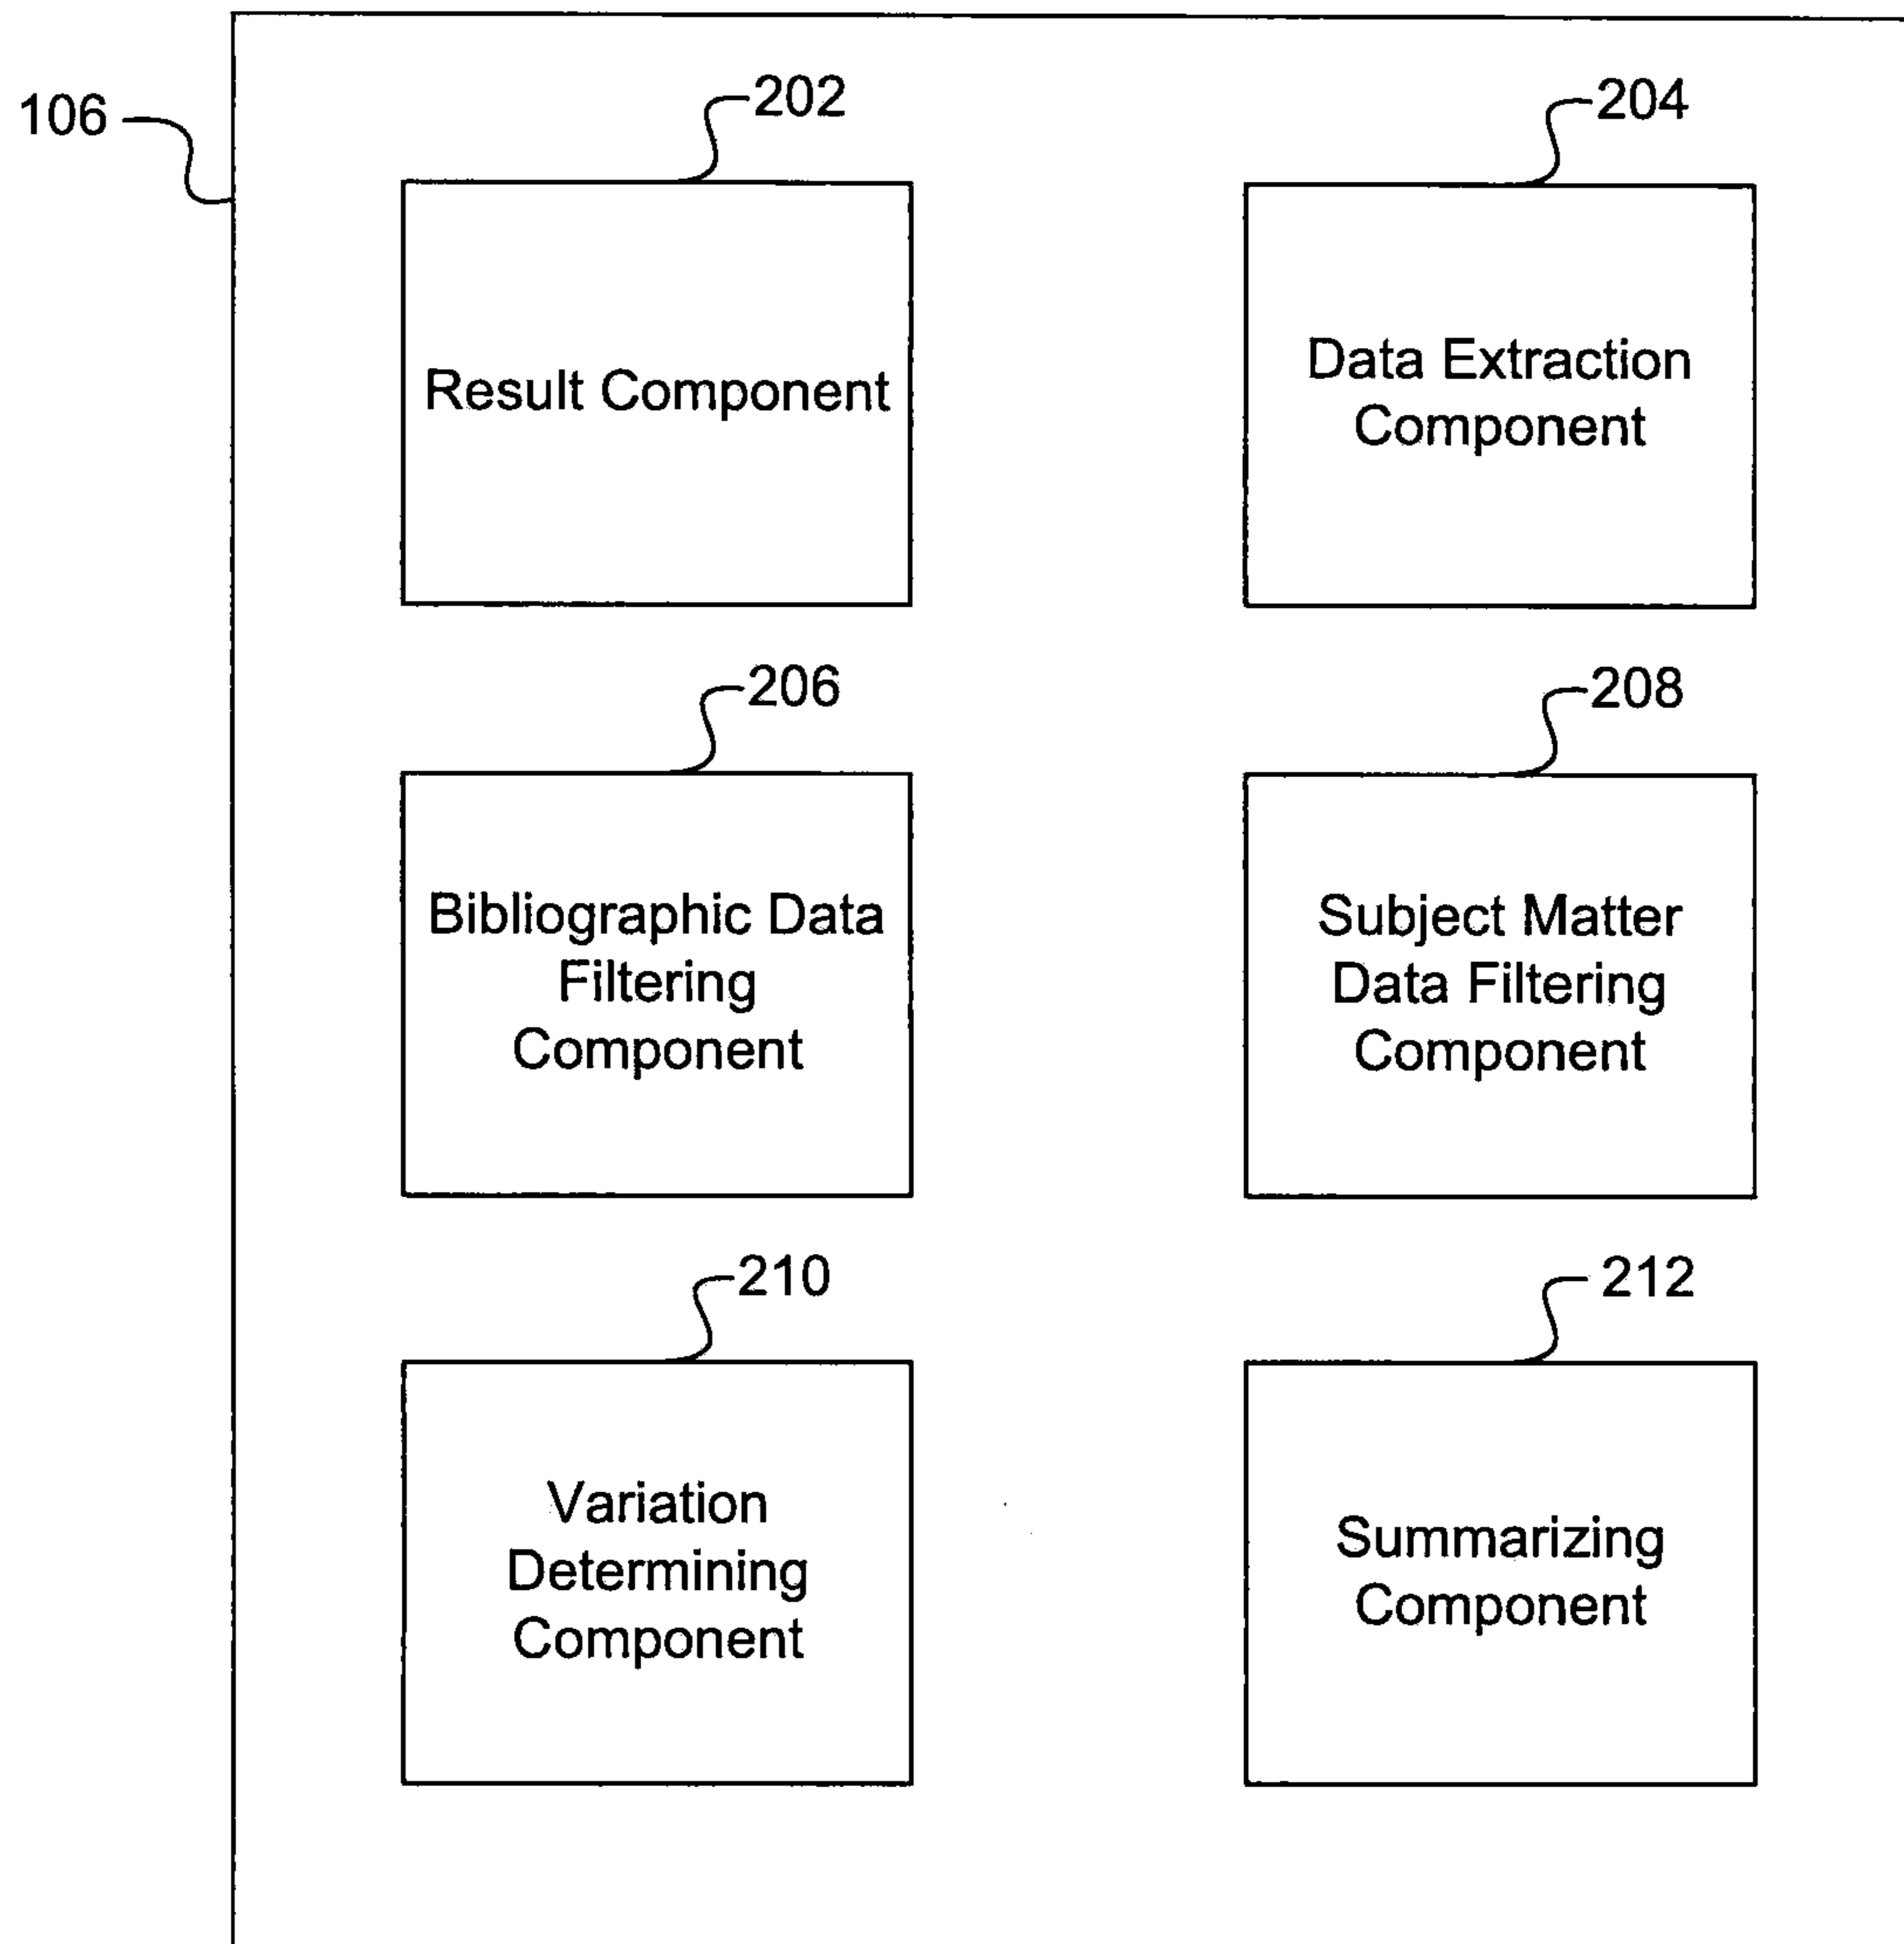 106
202
204
Result Component
Data Extraction
Component
206
208
Bibliographic Data
Filtering
Component
Subject Matter
Data Filtering
Component
210
212
Variation
Determining
Component
Summarizing
Component